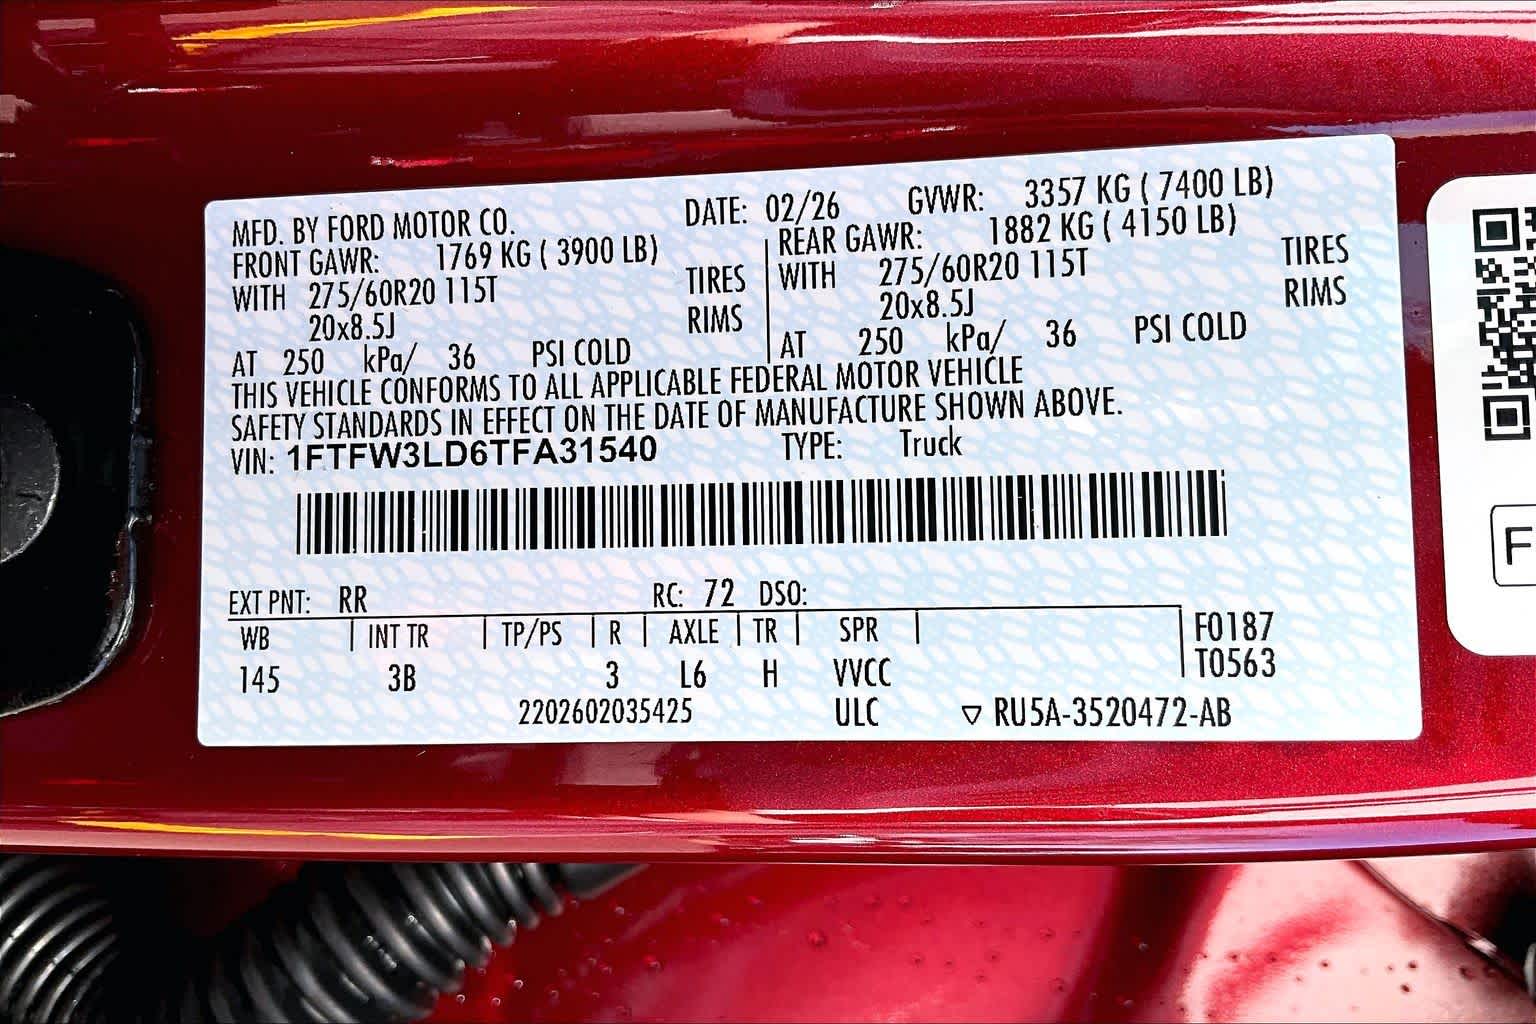 MFD. BY FORD MOTOR CO. DATE: 02/26 GVWR: 3357 KG ( 7400 LB)
FRONT GAWR: 1769 KG ( 3900 LB) REAR GAWR: 1882 KG ( 4150 LB)
WITH 275/60R20 115T TIRES WITH 275/60R20 115T TIRES
20x8.5J RIMS 20x8.5J RIMS
AT 250 kPa/ 36 PSI COLD AT 250 kPa/ 36 PSI COLD
THIS VEHICLE CONFORMS TO ALL APPLICABLE FEDERAL MOTOR VEHICLE
SAFETY STANDARDS IN EFFECT ON THE DATE OF MANUFACTURE SHOWN ABOVE.
VIN: 1FTFW3LD6TFA31540 TYPE: Truck
EXT PNT: RR RC: 72 DSO:
WB INT TR TP/PS R AXLE TR SPR F0187
145 3B 3 L6 H VVCC T0563
2202602035425 ULC ▽ RU5A-3520472-AB
F